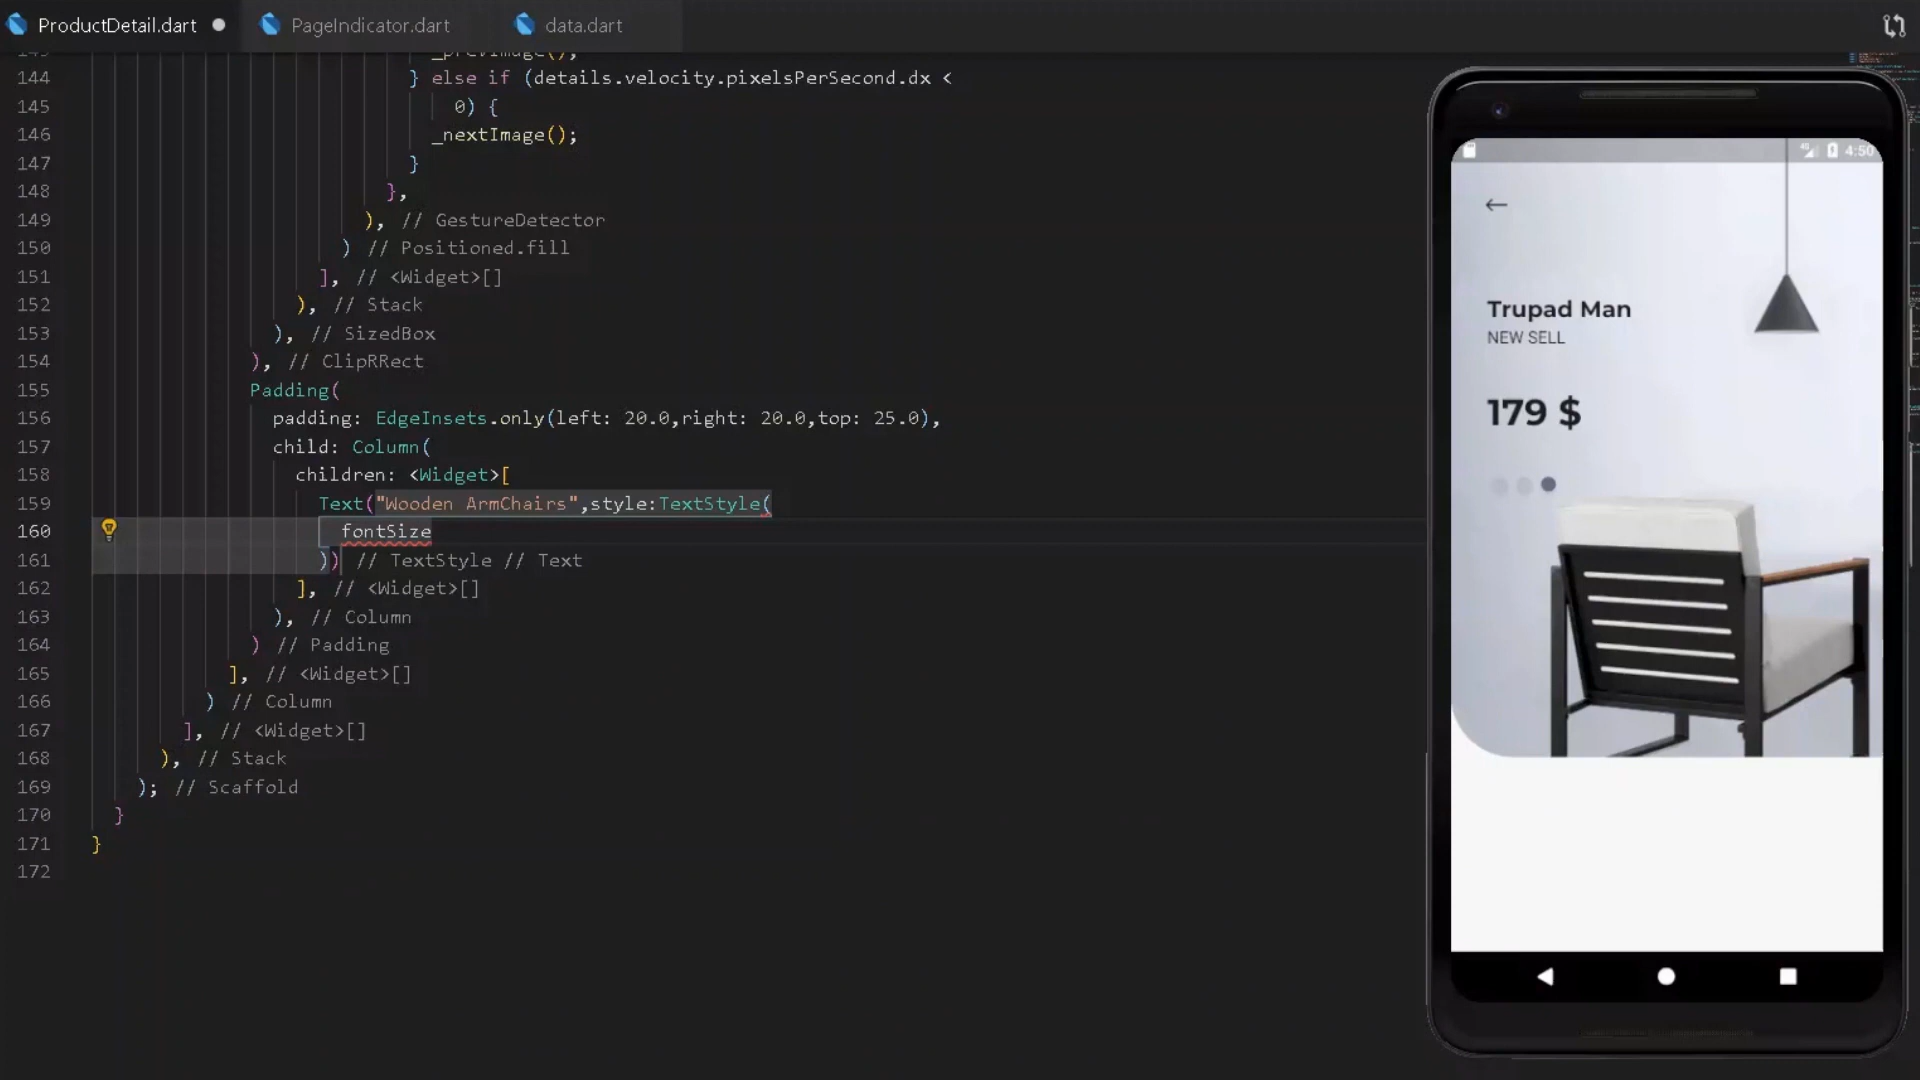 ProductDetail.dart
PageIndicator.dart
data.dart
143 _prevImage();
144 } else if (details.velocity.pixelsPerSecond.dx <
145 0) {
146 _nextImage();
147 }
148 },
149 ), // GestureDetector
150 ) // Positioned.fill
151 ], // <Widget>[]
152 ), // Stack
153 ), // SizedBox
154 ), // ClipRRect
155 Padding(
156 padding: EdgeInsets.only(left: 20.0,right: 20.0,top: 25.0),
157 child: Column(
158 children: <Widget>[
159 Text("Wooden ArmChairs",style:TextStyle(
160 fontSize
161 )) // TextStyle // Text
162 ], // <Widget>[]
163 ), // Column
164 ) // Padding
165 ], // <Widget>[]
166 ) // Column
167 ], // <Widget>[]
168 ), // Stack
169 ); // Scaffold
170 }
171 }
172
4G 4:50
Trupad Man
NEW SELL
179 $